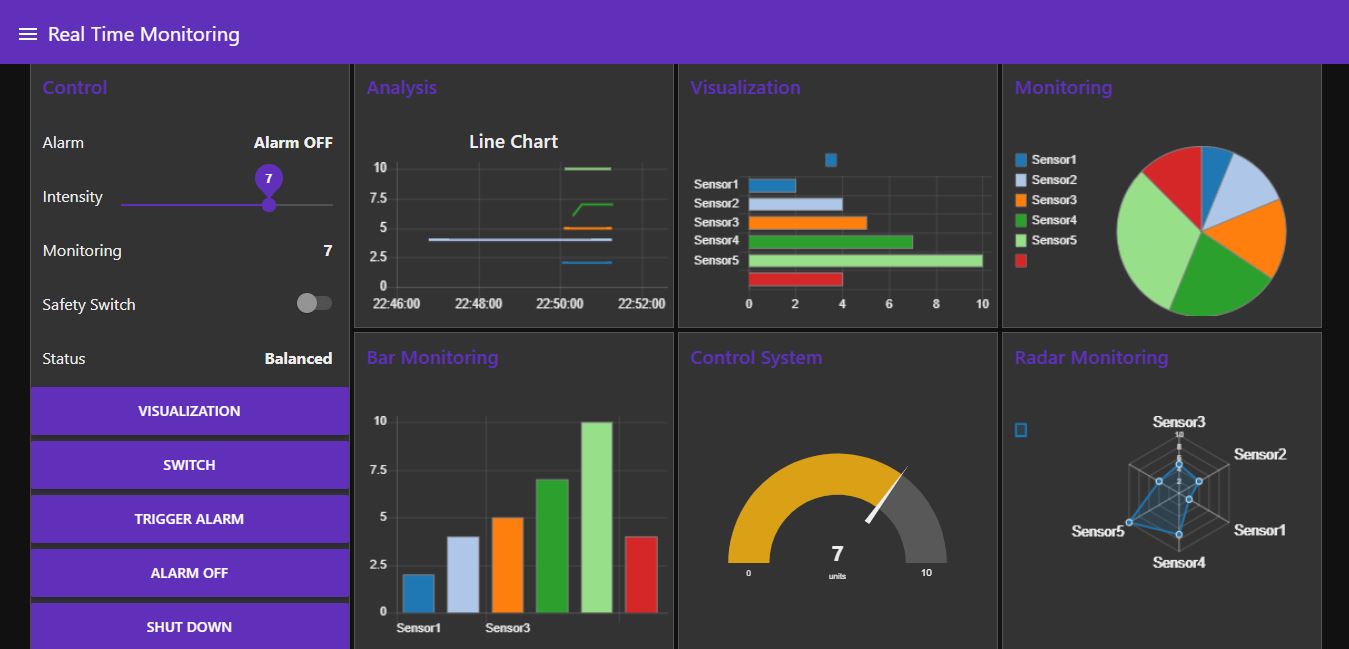 Real Time Monitoring
Control
Alarm
Alarm OFF
Intensity
7
Monitoring
7
Safety Switch
Status
Balanced
VISUALIZATION
SWITCH
TRIGGER ALARM
ALARM OFF
SHUT DOWN
Analysis
Line Chart
10
7.5
5
2.5
0
22:46:00
22:48:00
22:50:00
22:52:00
Visualization
Sensor1
Sensor2
Sensor3
Sensor4
Sensor5
0
2
4
6
8
10
Monitoring
Sensor1
Sensor2
Sensor3
Sensor4
Sensor5
Bar Monitoring
10
7.5
5
2.5
0
Sensor1
Sensor3
Control System
7
units
0
10
Radar Monitoring
Sensor3
10
8
6
4
2
Sensor2
Sensor1
Sensor5
Sensor4